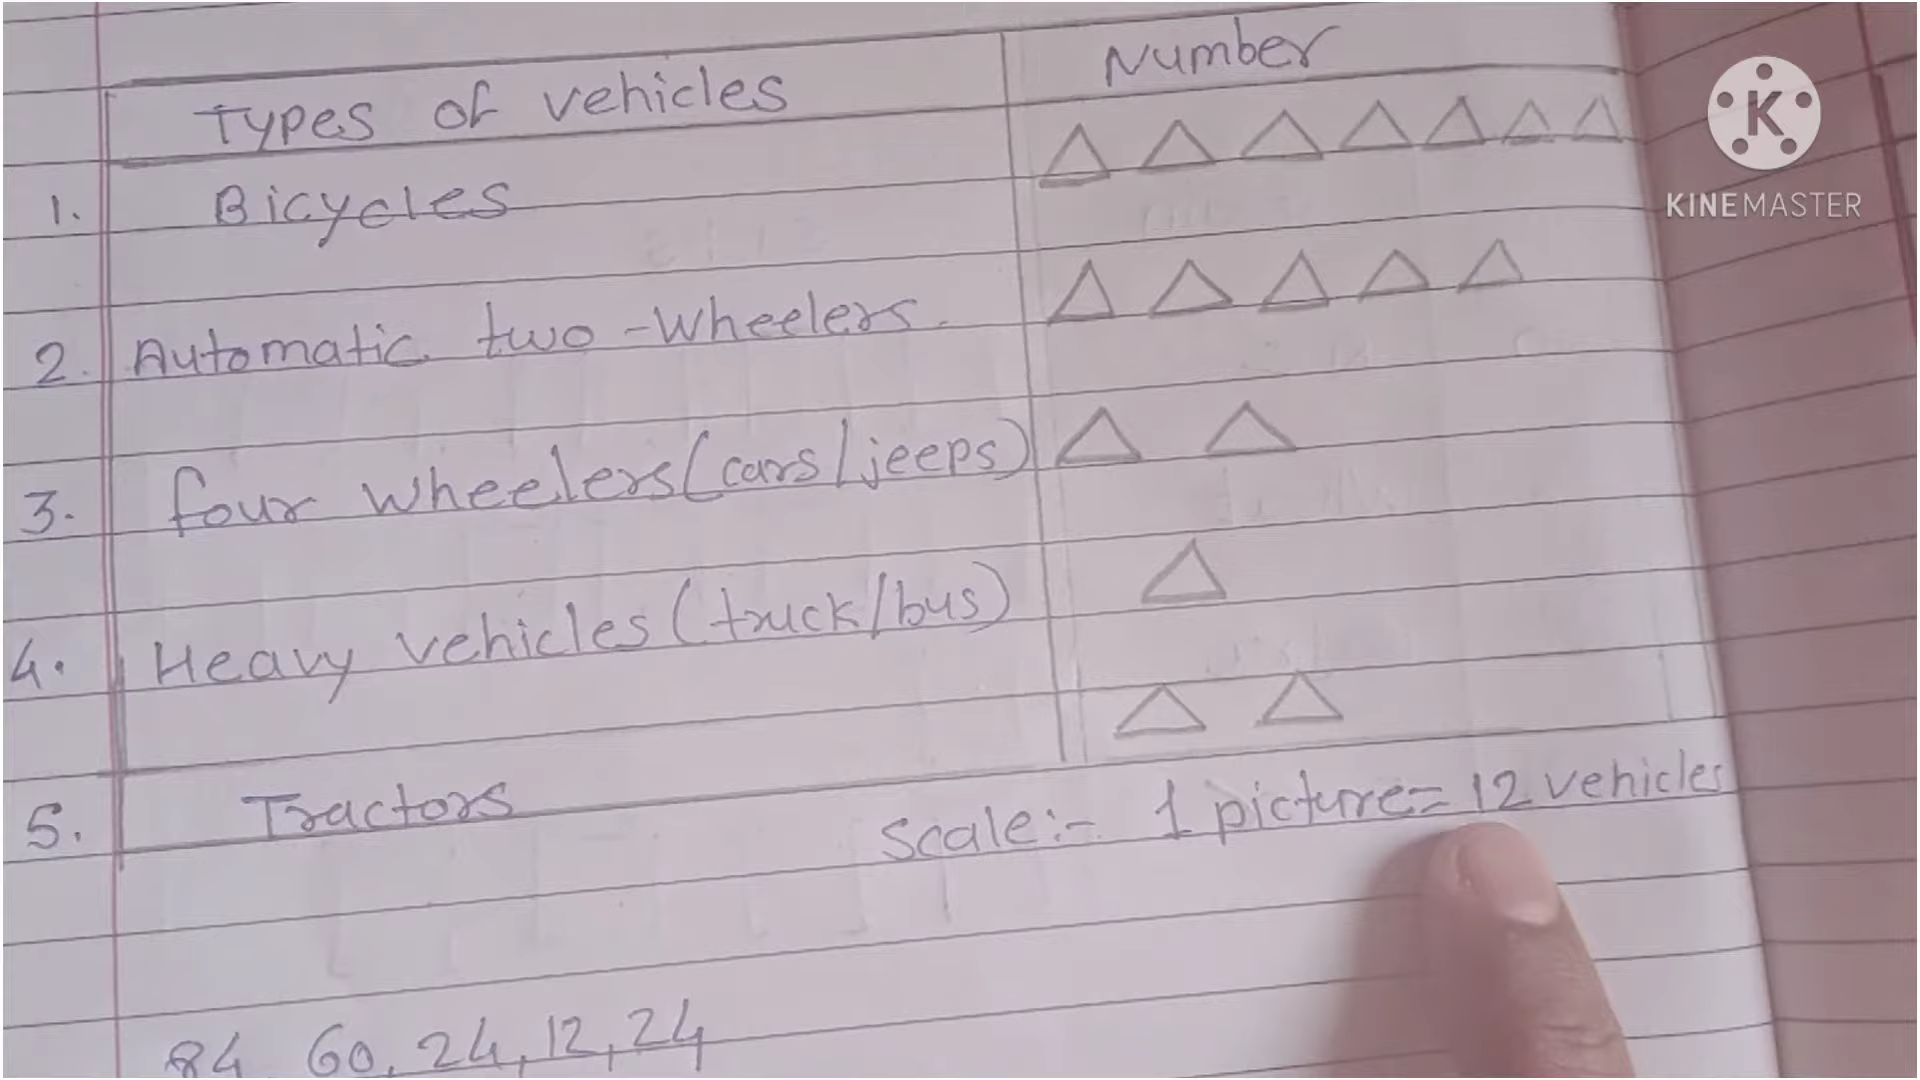 Types of vehicles Number
1. Bicycles
2. Automatic two-wheelers.
3. four wheelers(cars/jeeps)
4. Heavy vehicles(truck/bus)
5. Tractors
Scale:- 1 picture= 12 vehicles
84, 60, 24, 12, 24
K
KINEMASTER